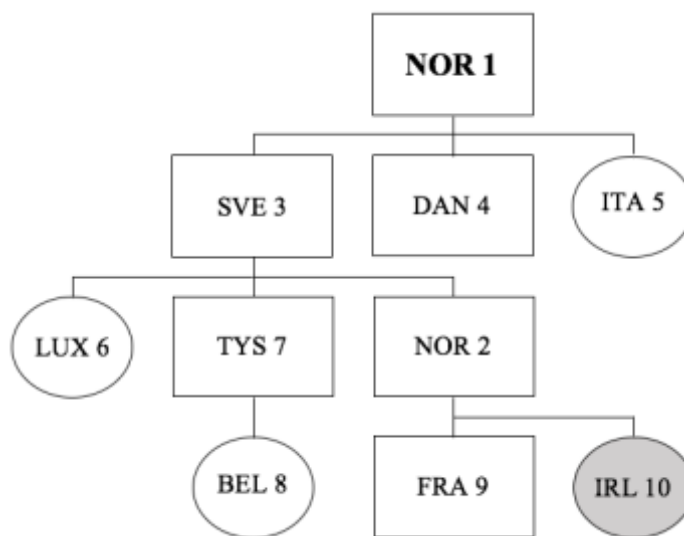 NOR 1
SVE 3
DAN 4
ITA 5
LUX 6
TYS 7
NOR 2
BEL 8
FRA 9
IRL 10